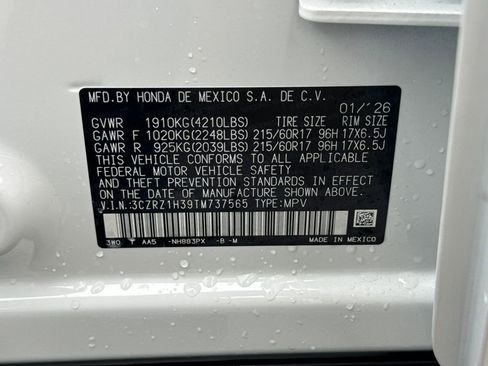 MFD.BY HONDA DE MEXICO S.A. DE C.V.
01/'26
GVWR 1910KG(4210LBS) TIRE SIZE RIM SIZE
GAWR F 1020KG(2248LBS) 215/60R17 96H 17X6.5J
GAWR R 925KG(2039LBS) 215/60R17 96H 17X6.5J
THIS VEHICLE CONFORMS TO ALL APPLICABLE
FEDERAL MOTOR VEHICLE SAFETY
AND THEFT PREVENTION STANDARDS IN EFFECT
ON THE DATE OF MANUFACTURE SHOWN ABOVE.
V.I.N.:3CZRZ1H39TM737565 TYPE:MPV
3W0 T AA5 -NH883PX -B -M MADE IN MEXICO